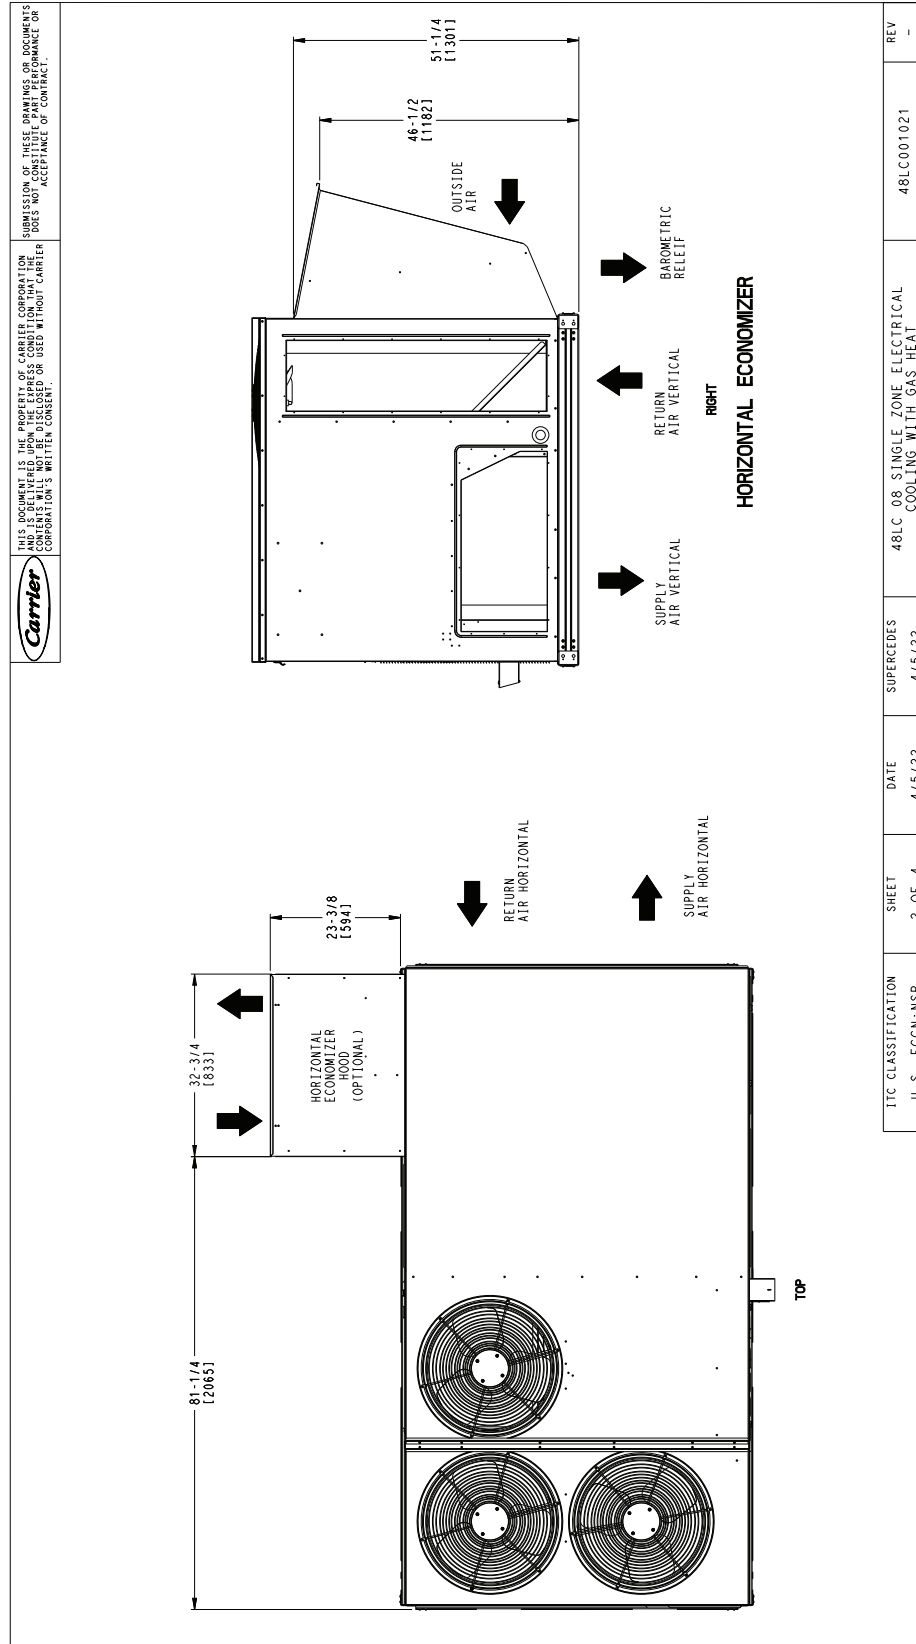 Carrier
THIS DOCUMENT IS THE PROPERTY OF CARRIER CORPORATION
AND IS DELIVERED UPON THE EXPRESS CONDITION THAT THE
CONTENTS WILL NOT BE DISCLOSED OR USED WITHOUT CARRIER
CORPORATION'S WRITTEN CONSENT.
SUBMISSION OF THESE DRAWINGS OR DOCUMENTS
DOES NOT CONSTITUTE PART PERFORMANCE OR
ACCEPTANCE OF CONTRACT.
81-1/4
[2065]
32-3/4
[833]
23-3/8
[594]
HORIZONTAL
ECONOMIZER
HOOD
(OPTIONAL)
RETURN
AIR HORIZONTAL
SUPPLY
AIR HORIZONTAL
TOP
51-1/4
[1301]
46-1/2
[1182]
OUTSIDE
AIR
BAROMETRIC
RELEIF
RETURN
AIR VERTICAL
SUPPLY
AIR VERTICAL
RIGHT
HORIZONTAL ECONOMIZER
ITC CLASSIFICATION
SHEET
DATE
SUPERCEDES
48LC 08 SINGLE ZONE ELECTRICAL
COOLING WITH GAS HEAT
48LC001021
REV
-